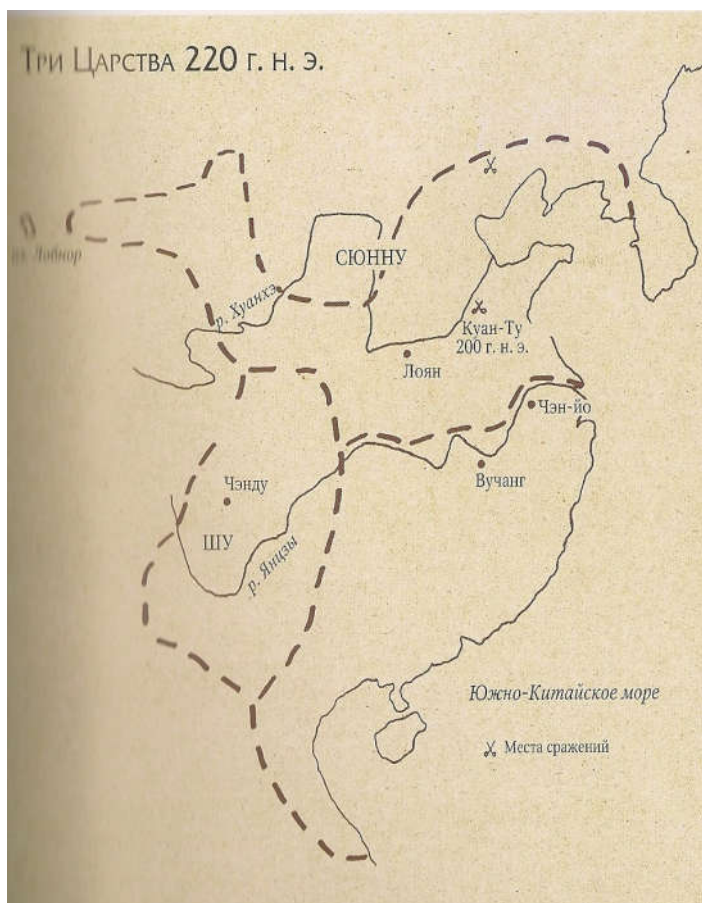 Три Царства 220 г. н. э.
СЮННУ
Лобнор
р. Хуанхэ
Куан-Ту
200 г. н. э.
Лоян
Чэн-йо
Вучанг
Чэнду
ШУ
р. Янцзы
Южно-Китайское море
Места сражений